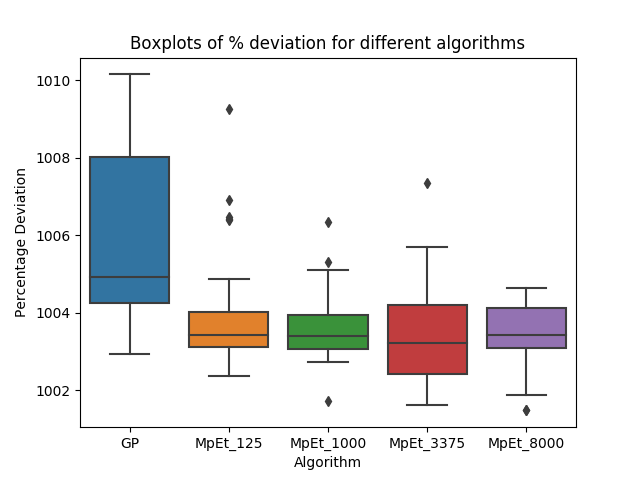 Boxplots of % deviation for different algorithms
1010
1008
1006
1004
1002
Percentage Deviation
GP MpEt_125 MpEt_1000 MpEt_3375 MpEt_8000
Algorithm